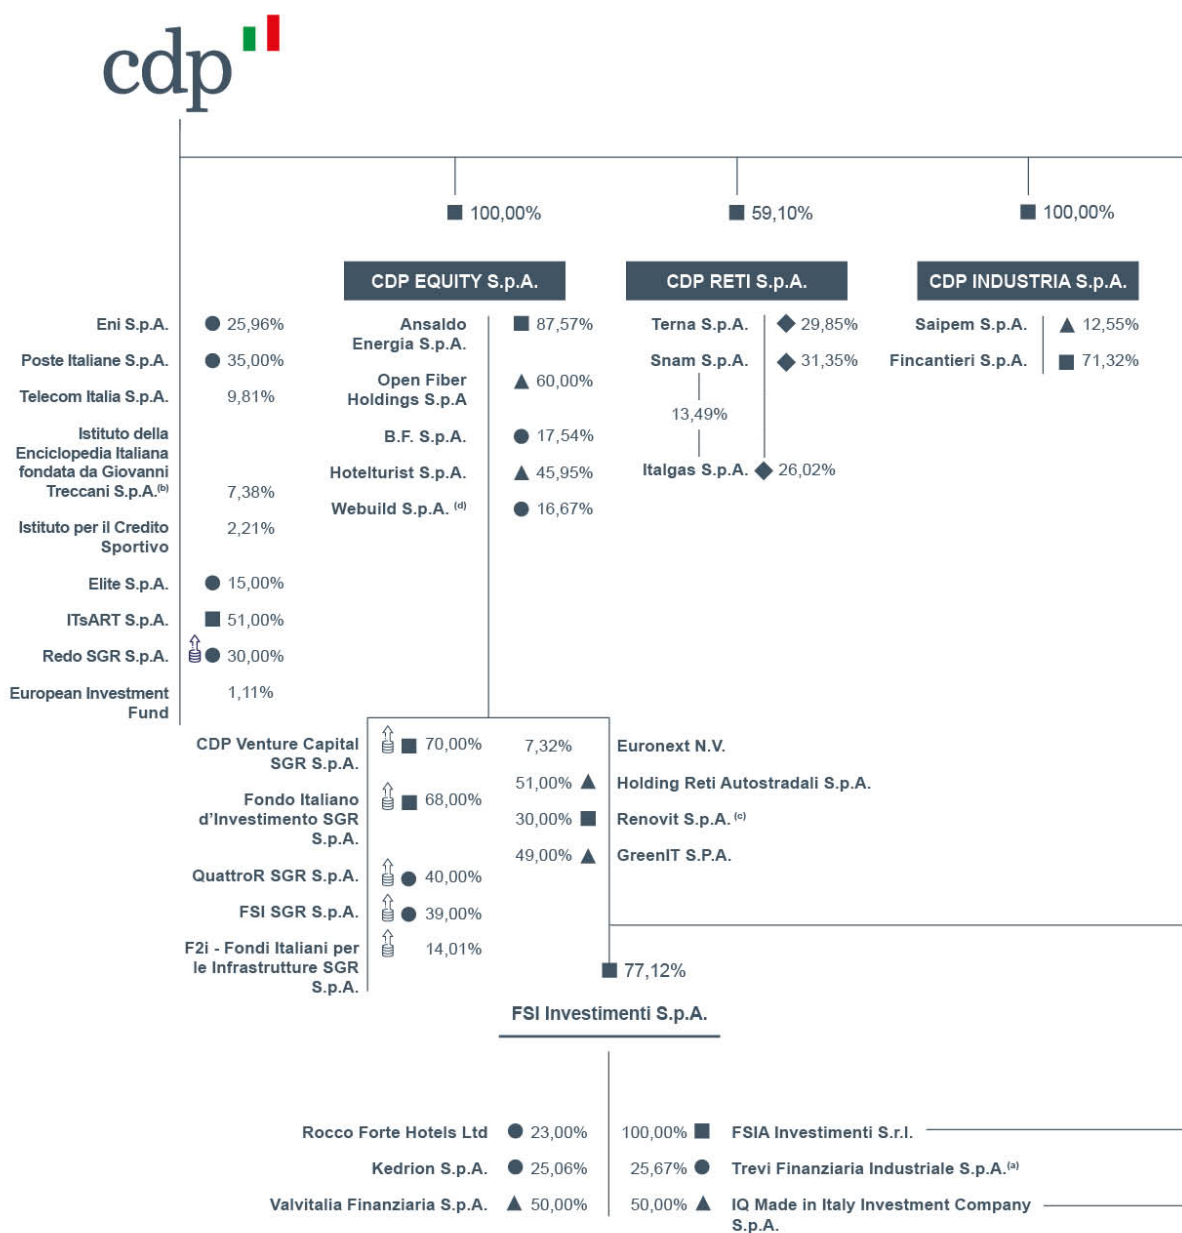 cdp
100,00%
59,10%
100,00%
CDP EQUITY S.p.A.
CDP RETI S.p.A.
CDP INDUSTRIA S.p.A.
Eni S.p.A. 25,96%
Poste Italiane S.p.A. 35,00%
Telecom Italia S.p.A. 9,81%
Istituto della
Enciclopedia Italiana
fondata da Giovanni
Treccani S.p.A.(b) 7,38%
Istituto per il Credito 2,21%
Sportivo
Elite S.p.A. 15,00%
ITsART S.p.A. 51,00%
Redo SGR S.p.A. 30,00%
European Investment 1,11%
Fund
Ansaldo 87,57%
Energia S.p.A.
Open Fiber 60,00%
Holdings S.p.A
B.F. S.p.A. 17,54%
Hotelturist S.p.A. 45,95%
Webuild S.p.A. (d) 16,67%
Terna S.p.A. 29,85%
Snam S.p.A. 31,35%
13,49%
Italgas S.p.A. 26,02%
Saipem S.p.A. 12,55%
Fincantieri S.p.A. 71,32%
CDP Venture Capital 70,00%
SGR S.p.A.
Fondo Italiano 68,00%
d’Investimento SGR
S.p.A.
QuattroR SGR S.p.A. 40,00%
FSI SGR S.p.A. 39,00%
F2i - Fondi Italiani per 14,01%
le Infrastrutture SGR
S.p.A.
7,32% Euronext N.V.
51,00% Holding Reti Autostradali S.p.A.
30,00% Renovit S.p.A. (c)
49,00% GreenIT S.P.A.
77,12%
FSI Investimenti S.p.A.
Rocco Forte Hotels Ltd 23,00%
Kedrion S.p.A. 25,06%
Valvitalia Finanziaria S.p.A. 50,00%
100,00% FSIA Investimenti S.r.l.
25,67% Trevi Finanziaria Industriale S.p.A.(a)
50,00% IQ Made in Italy Investment Company
S.p.A.